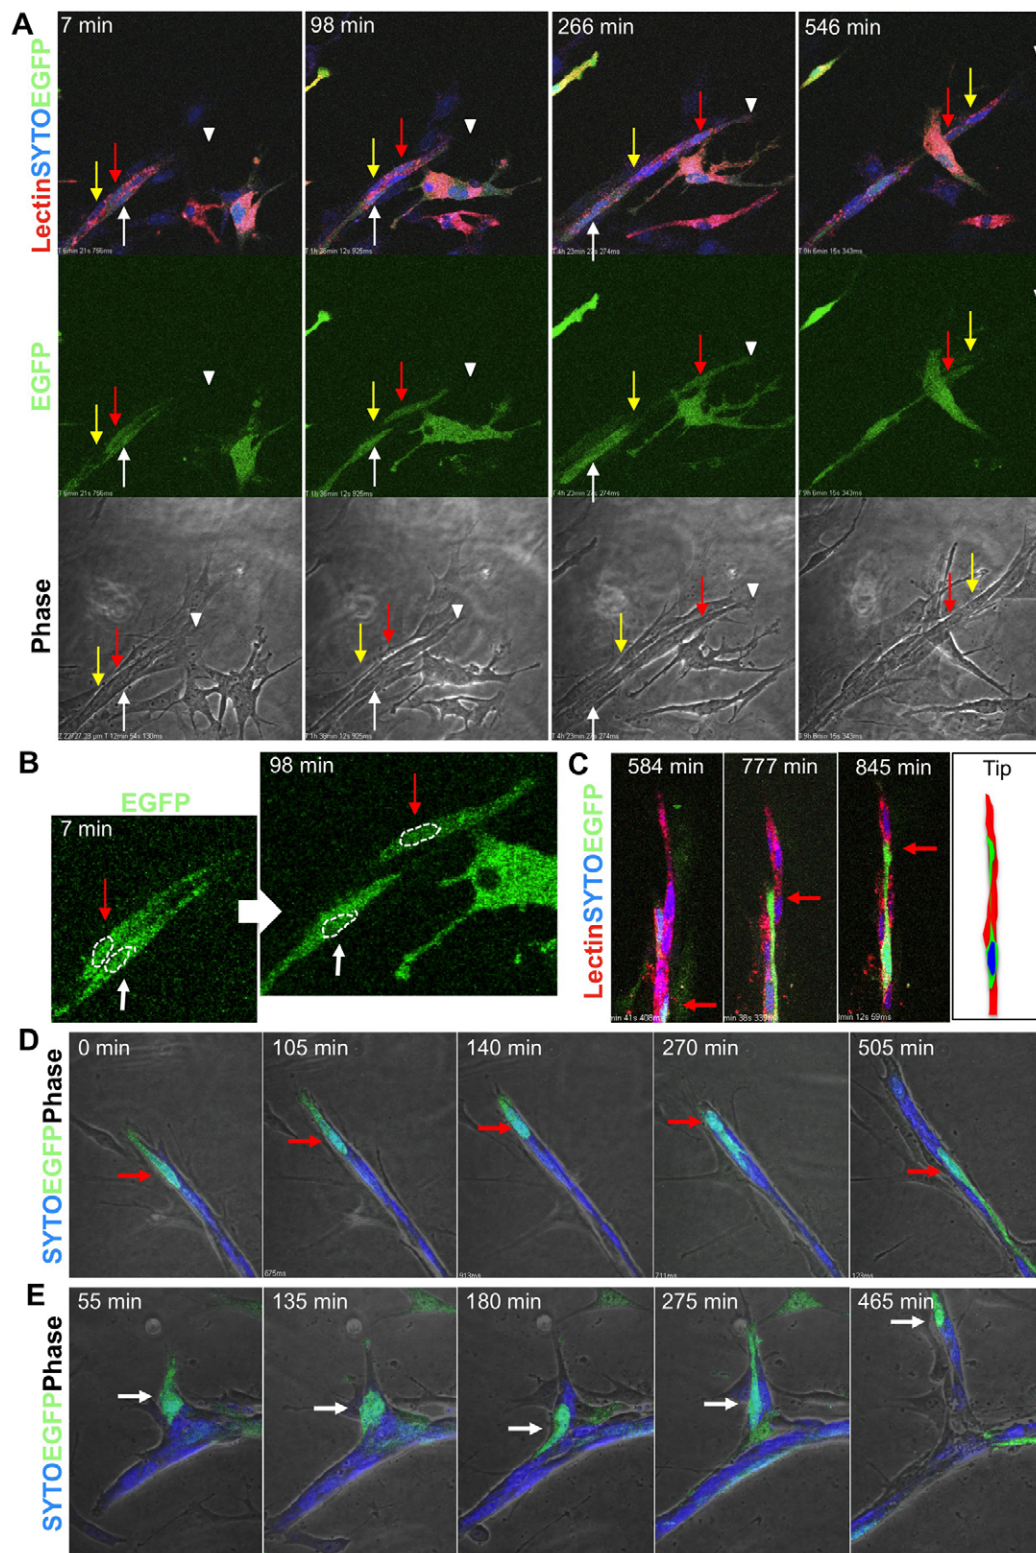 A
7 min
98 min
266 min
546 min
LectinSYTOEGFP
EGFP
Phase
B
EGFP
7 min
98 min
C
584 min
777 min
845 min
Tip
LectinSYTOEGFP
D
0 min
105 min
140 min
270 min
505 min
SYTOEGFPPhase
E
55 min
135 min
180 min
275 min
465 min
SYTOEGFPPhase